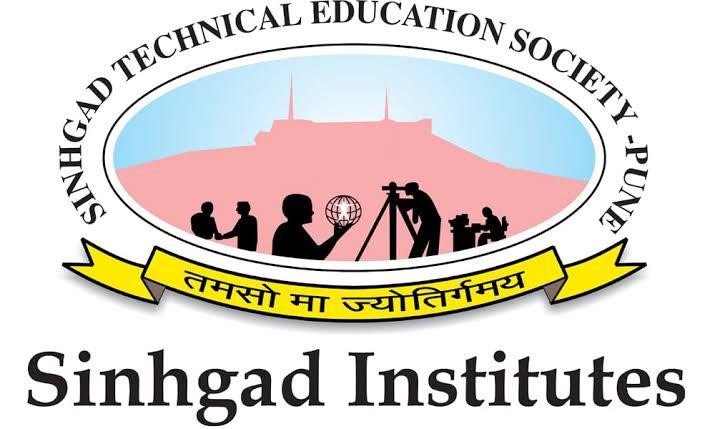 SINHGAD TECHNICAL EDUCATION SOCIETY - PUNE
तमसो मा ज्योतिर्गमय
Sinhgad Institutes